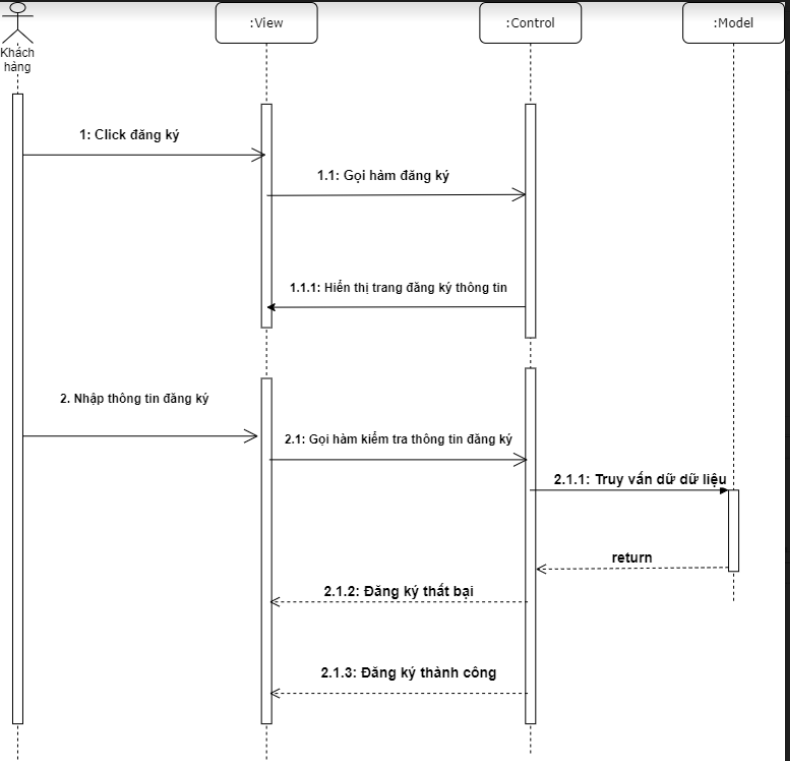 :View
:Control
:Model
Khách
hàng
1: Click đăng ký
1.1: Gọi hàm đăng ký
1.1.1: Hiển thị trang đăng ký thông tin
2. Nhập thông tin đăng ký
2.1: Gọi hàm kiểm tra thông tin đăng ký
2.1.1: Truy vấn dữ dữ liệu
return
2.1.2: Đăng ký thất bại
2.1.3: Đăng ký thành công